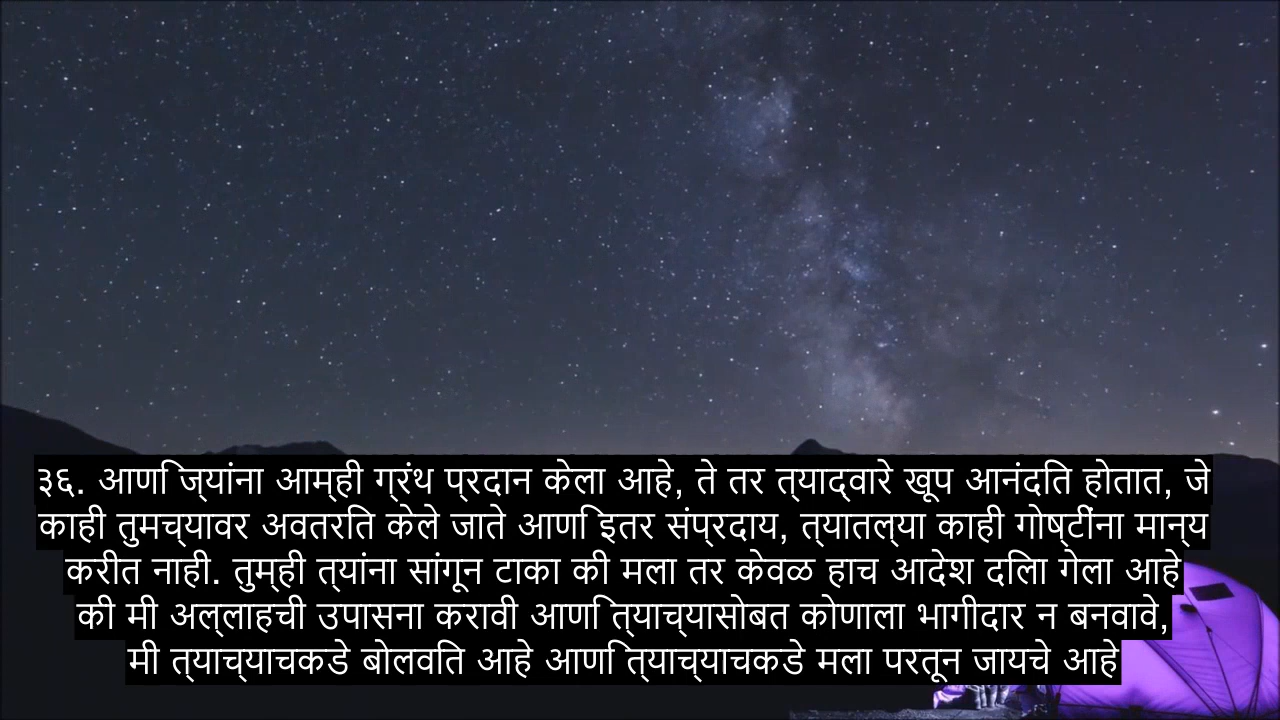 ३६. आणि ज्यांना आम्ही ग्रंथ प्रदान केला आहे, ते तर त्याद्वारे खूप आनंदित होतात, जे
काही तुमच्यावर अवतरित केले जाते आणि इतर संप्रदाय, त्यातल्या काही गोष्टींना मान्य
करीत नाही. तुम्ही त्यांना सांगून टाका की मला तर केवळ हाच आदेश दिला गेला आहे
की मी अल्लाहची उपासना करावी आणि त्याच्यासोबत कोणाला भागीदार न बनवावे,
मी त्याच्याचकडे बोलवित आहे आणि त्याच्याचकडे मला परतून जायचे आहे